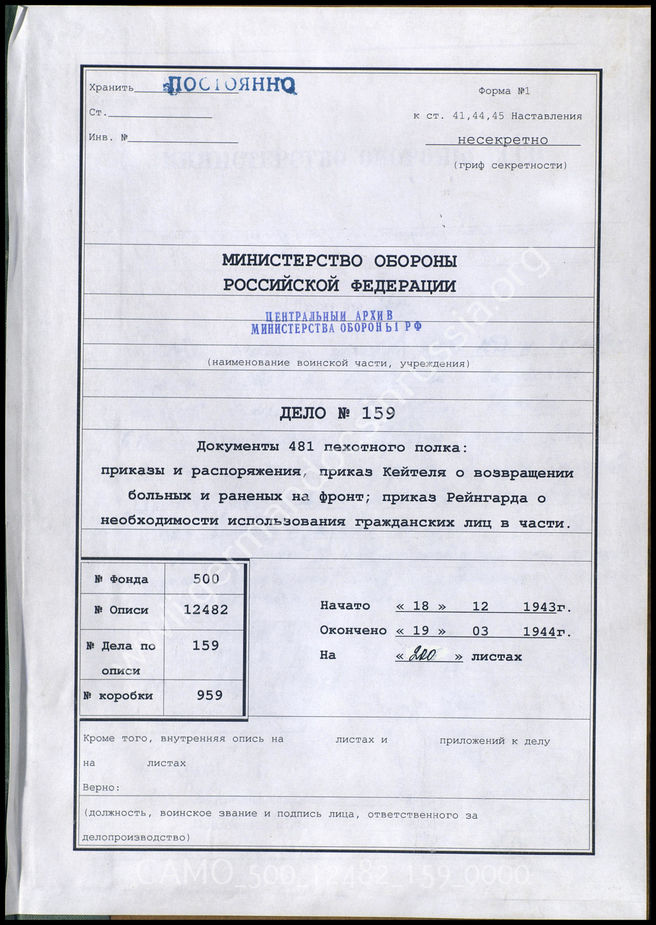 Хранить ПОСТОЯННО
Форма №1
Ст.
к ст. 41,44,45 Наставления
Инв. №
несекретно
(гриф секретности)
МИНИСТЕРСТВО ОБОРОНЫ
РОССИЙСКОЙ ФЕДЕРАЦИИ
ЦЕНТРАЛЬНЫЙ АРХИВ
МИНИСТЕРСТВА ОБОРОНЫ РФ
(наименование воинской части, учреждения)
ДЕЛО № 159
Документы 481 пехотного полка:
приказы и распоряжения, приказ Кейтеля о возвращении
больных и раненых на фронт; приказ Рейнгарда о
необходимости использования гражданских лиц в части.
№ Фонда 500
№ Описи 12482
№ Дела по описи 159
№ коробки 959
Начато « 18 » 12 1943г.
Окончено « 19 » 03 1944г.
На « 200 » листах
Кроме того, внутренняя опись на листах и приложений к делу
на листах
Верно:
(должность, воинское звание и подпись лица, ответственного за
делопроизводство)
www.germandocsinrussia.org
САМО_500_12482_159_0000